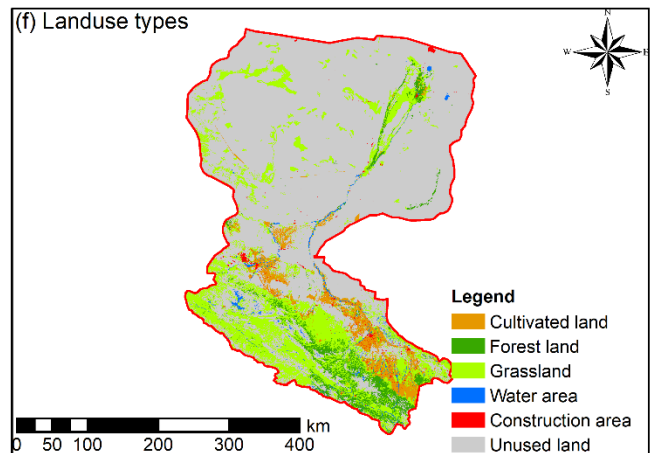 (f) Landuse types
N
W E
S
Legend
Cultivated land
Forest land
Grassland
Water area
Construction area
Unused land
km
0 50 100 200 300 400